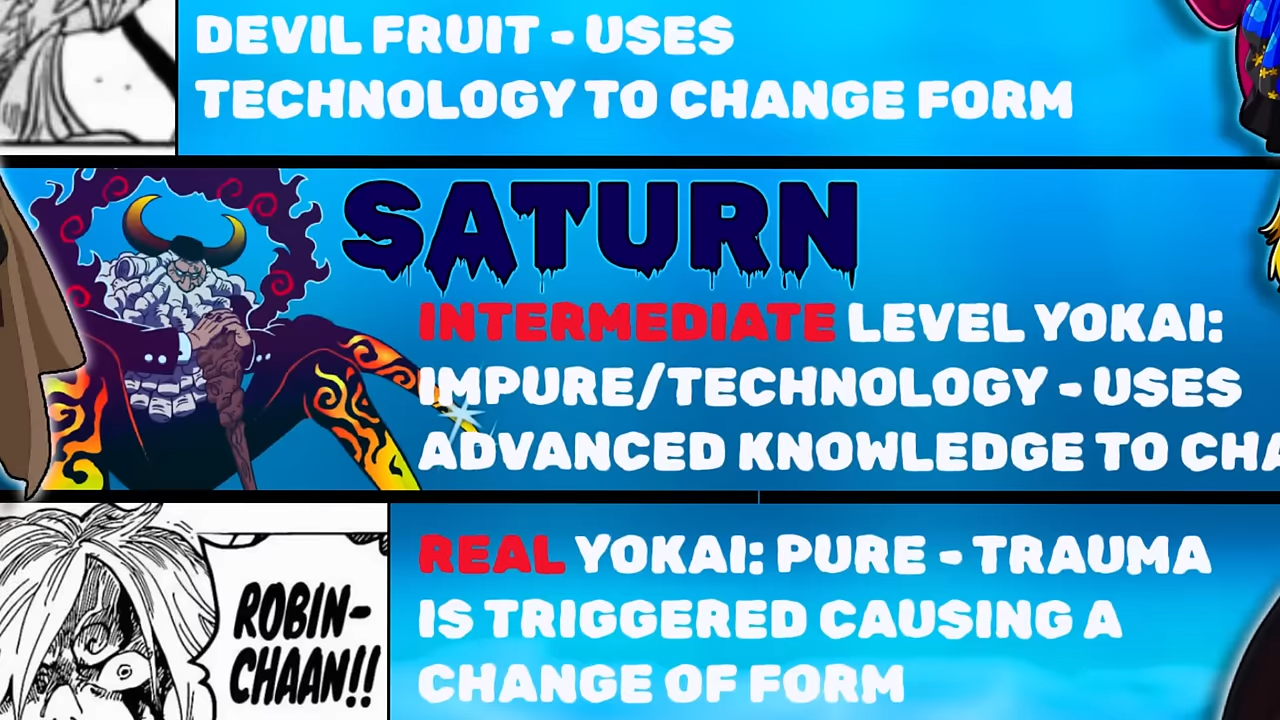 DEVIL FRUIT - USES
TECHNOLOGY TO CHANGE FORM
SATURN
INTERMEDIATE LEVEL YOKAI:
IMPURE/TECHNOLOGY - USES
ADVANCED KNOWLEDGE TO CHA
REAL YOKAI: PURE - TRAUMA
IS TRIGGERED CAUSING A
CHANGE OF FORM
ROBIN-
CHAAN!!